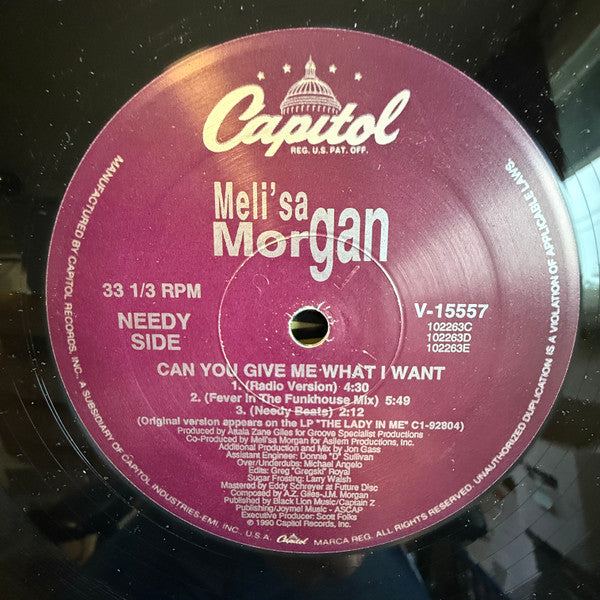 Capitol
REG. U.S. PAT. OFF.
Meli'sa
Morgan
33 1/3 RPM
NEEDY
SIDE
V-15557
102263C
102263D
102263E
CAN YOU GIVE ME WHAT I WANT
1. (Radio Version) 4:30
2. (Fever In The Funkhouse Mix) 5:49
3. (Needy Beats) 2:12
(Original version appears on the LP "THE LADY IN ME" C1-92804)
Produced by Attala Zane Giles for Groove Specialist Productions
Co-Produced by Meli'sa Morgan for Asilem Productions, Inc.
Additional Production and Mix by Jon Gass
Assistant Engineer: Donnie "D" Sullivan
Over/Underdubs: Michael Angelo
Edits: Greg "Gregski" Royal
Sugar Frosting: Larry Walsh
Mastered by Eddy Schreyer at Future Disc
Composed by A.Z. Giles-J.M. Morgan
Published by Black Lion Music/Captain Z
Publishing/Joymel Music - ASCAP
Executive Producer: Scott Folks
© 1990 Capitol Records, Inc.
MANUFACTURED BY CAPITOL RECORDS, INC., A SUBSIDIARY OF CAPITOL INDUSTRIES-EMI, INC., U.S.A. Capitol MARCA REG. ALL RIGHTS RESERVED. UNAUTHORIZED DUPLICATION IS A VIOLATION OF APPLICABLE LAWS.